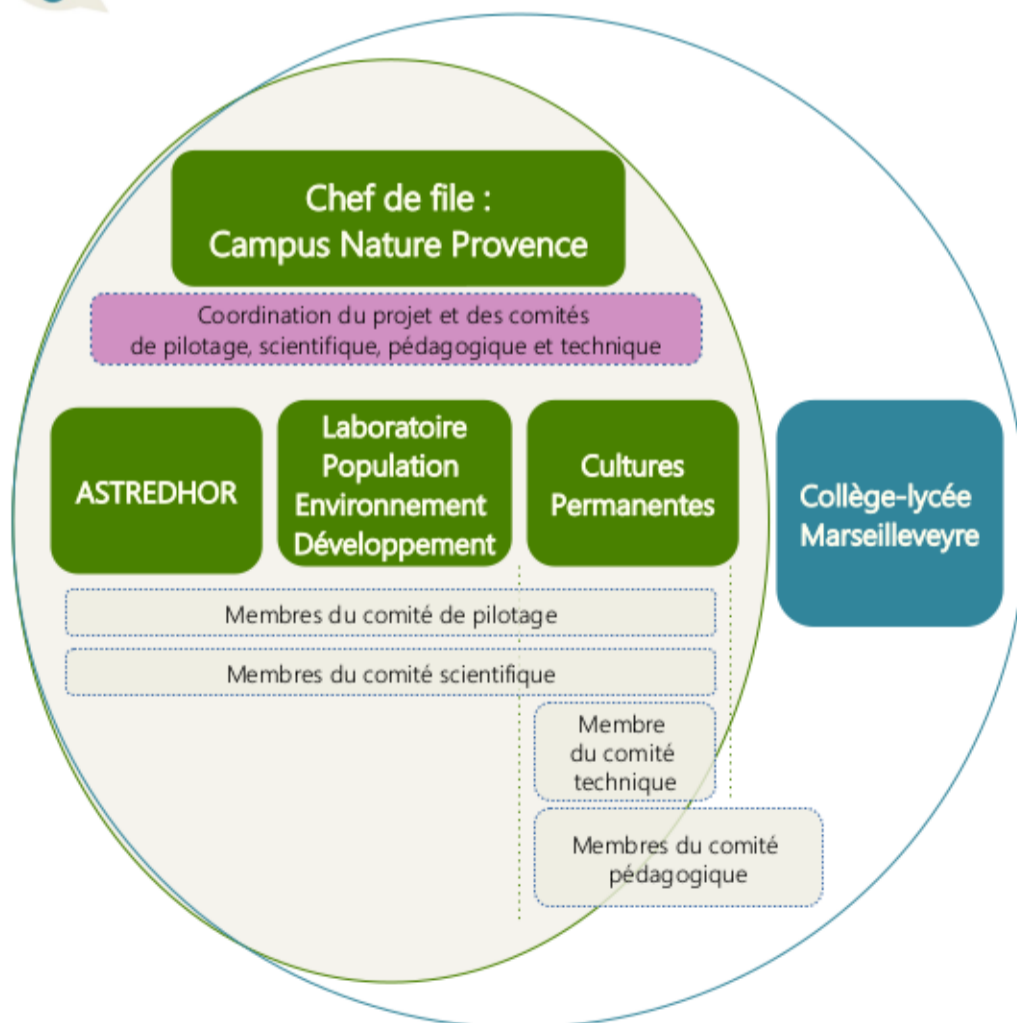 Chef de file :
Campus Nature Provence
Coordination du projet et des comités
de pilotage, scientifique, pédagogique et technique
ASTREDHOR
Laboratoire
Population
Environnement
Développement
Cultures
Permanentes
Collège-lycée
Marseilleveyre
Membres du comité de pilotage
Membres du comité scientifique
Membre
du comité
technique
Membres du comité
pédagogique